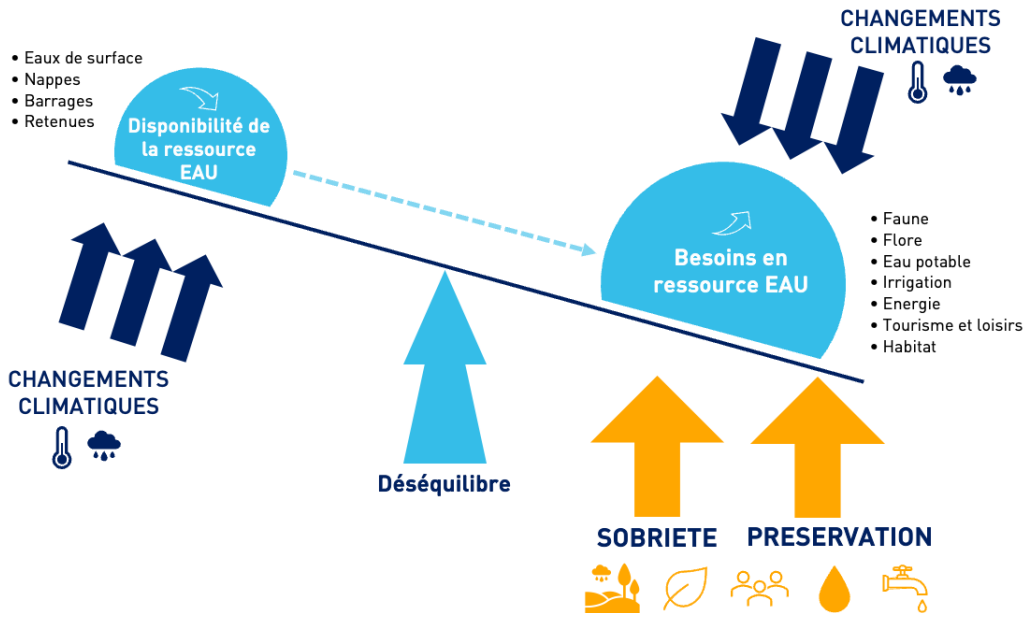 CHANGEMENTS
CLIMATIQUES
• Eaux de surface
• Nappes
• Barrages
• Retenues
Disponibilité de
la ressource
EAU
• Faune
• Flore
• Eau potable
• Irrigation
• Energie
• Tourisme et loisirs
• Habitat
Besoins en
ressource EAU
CHANGEMENTS
CLIMATIQUES
Déséquilibre
SOBRIETE
PRESERVATION